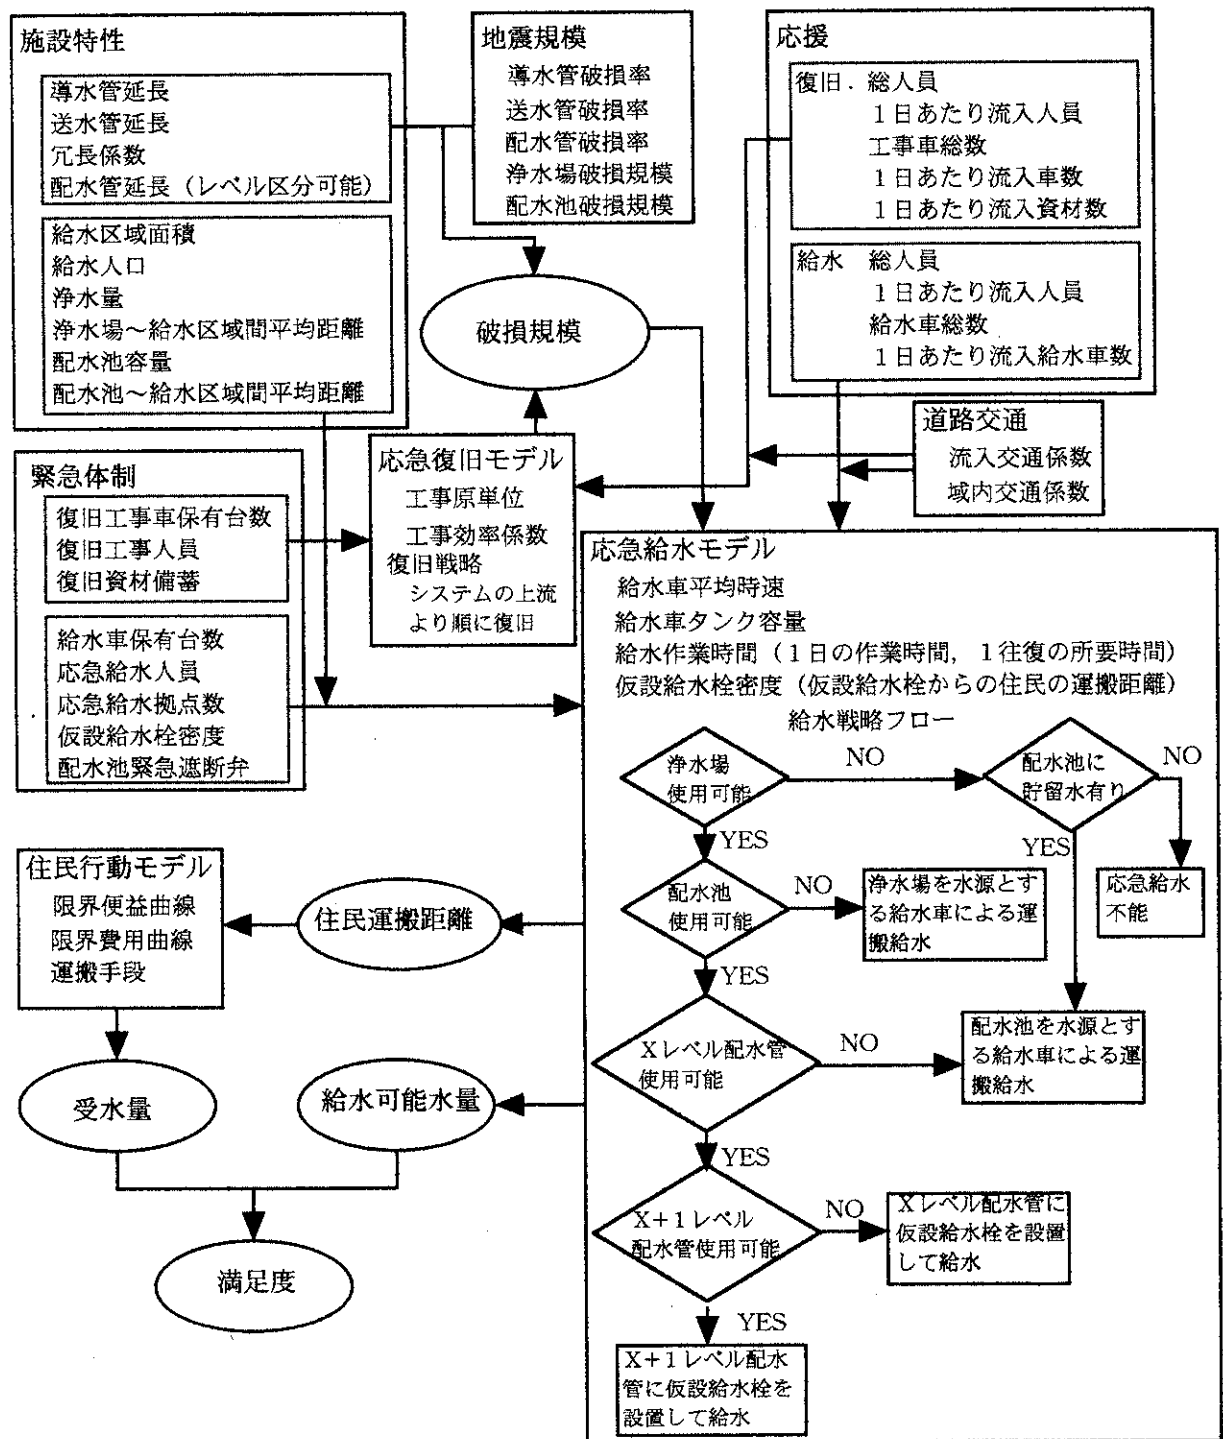 施設特性
導水管延長
送水管延長
冗長係数
配水管延長（レベル区分可能）
給水区域面積
給水人口
浄水量
浄水場～給水区域間平均距離
配水池容量
配水池～給水区域間平均距離
地震規模
導水管破損率
送水管破損率
配水管破損率
浄水場破損規模
配水池破損規模
応援
復旧．総人員
１日あたり流入人員
工事車総数
１日あたり流入車数
１日あたり流入資材数
給水　総人員
１日あたり流入人員
給水車総数
１日あたり流入給水車数
破損規模
道路交通
流入交通係数
域内交通係数
緊急体制
復旧工事車保有台数
復旧工事人員
復旧資材備蓄
給水車保有台数
応急給水人員
応急給水拠点数
仮設給水栓密度
配水池緊急遮断弁
応急復旧モデル
工事原単位
工事効率係数
復旧戦略
システムの上流
より順に復旧
応急給水モデル
給水車平均時速
給水車タンク容量
給水作業時間（１日の作業時間，１往復の所要時間）
仮設給水栓密度（仮設給水栓からの住民の運搬距離）
給水戦略フロー
浄水場
使用可能
NO
配水池に
貯留水有り
NO
YES
YES
配水池
使用可能
NO
浄水場を水源とす
る給水車による運
搬給水
応急給水
不能
YES
Xレベル配水管
使用可能
NO
配水池を水源とす
る給水車による運
搬給水
YES
X+１レベル
配水管使用可能
NO
Xレベル配水管に
仮設給水栓を設置
して給水
YES
X+１レベル配水
管に仮設給水栓を
設置して給水
住民行動モデル
限界便益曲線
限界費用曲線
運搬手段
住民運搬距離
受水量
給水可能水量
満足度